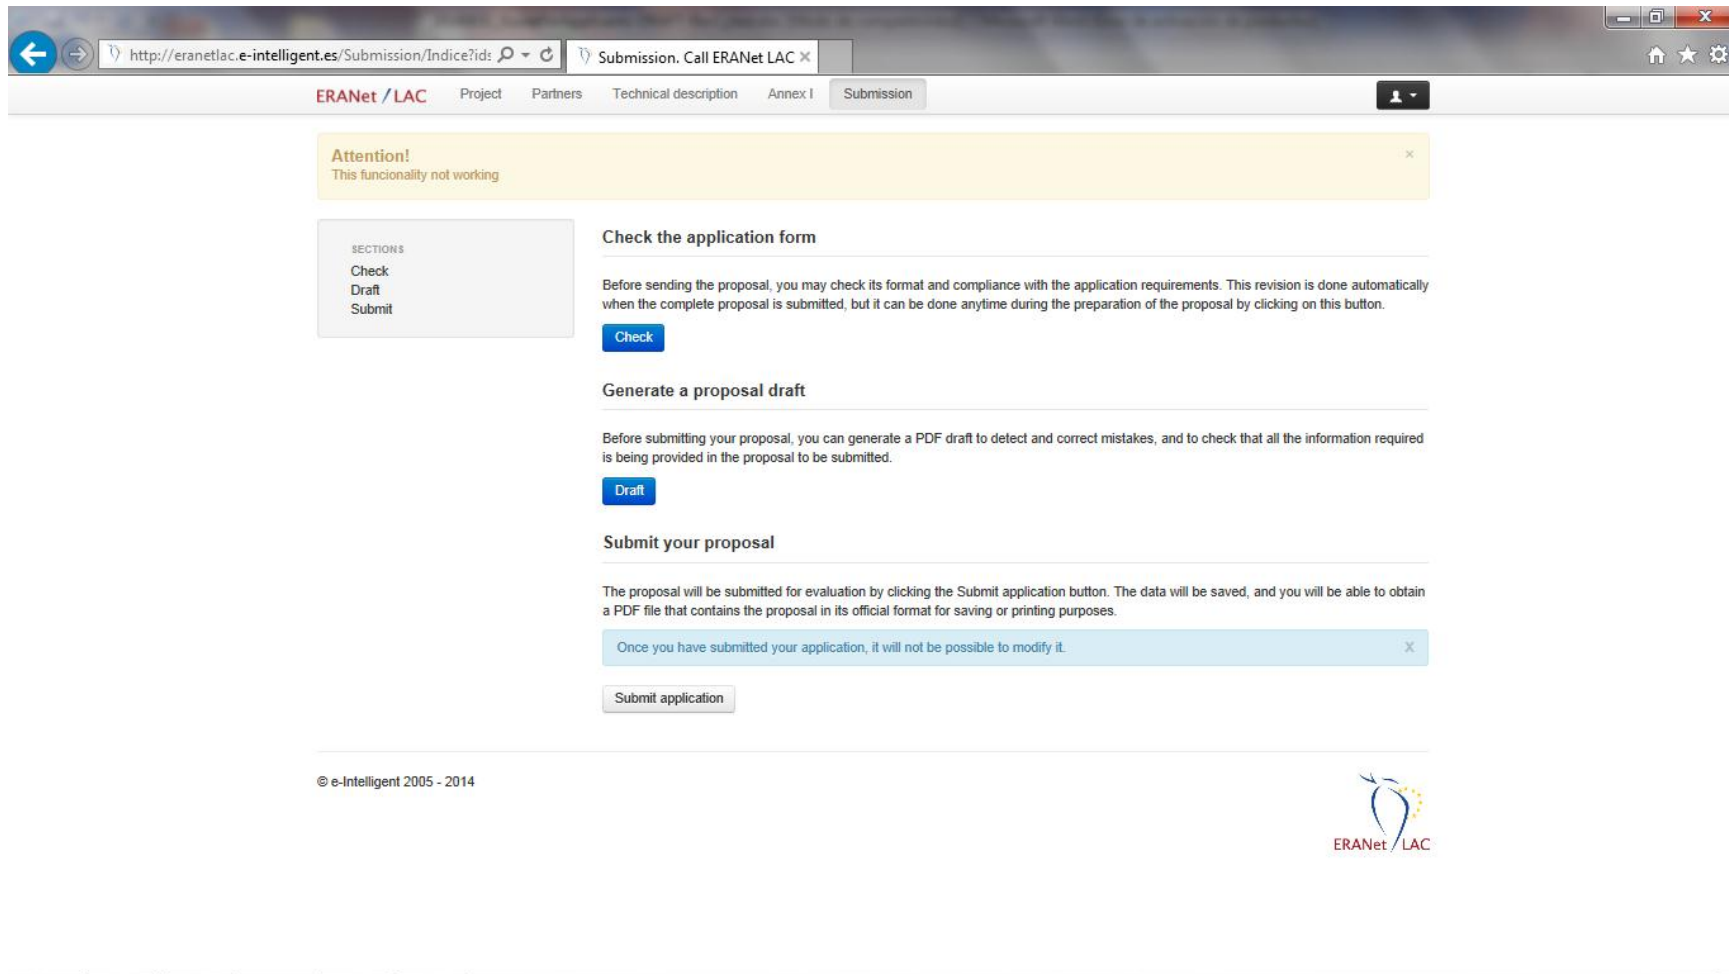 http://eranetlac.e-intelligent.es/Submission/Indice?ids
Submission. Call ERANet LAC
ERANet / LAC Project Partners Technical description Annex I Submission
Attention!
This funcionality not working
SECTIONS
Check
Draft
Submit
Check the application form
Before sending the proposal, you may check its format and compliance with the application requirements. This revision is done automatically
when the complete proposal is submitted, but it can be done anytime during the preparation of the proposal by clicking on this button.
Check
Generate a proposal draft
Before submitting your proposal, you can generate a PDF draft to detect and correct mistakes, and to check that all the information required
is being provided in the proposal to be submitted.
Draft
Submit your proposal
The proposal will be submitted for evaluation by clicking the Submit application button. The data will be saved, and you will be able to obtain
a PDF file that contains the proposal in its official format for saving or printing purposes.
Once you have submitted your application, it will not be possible to modify it.
Submit application
© e-Intelligent 2005 - 2014
ERANet / LAC